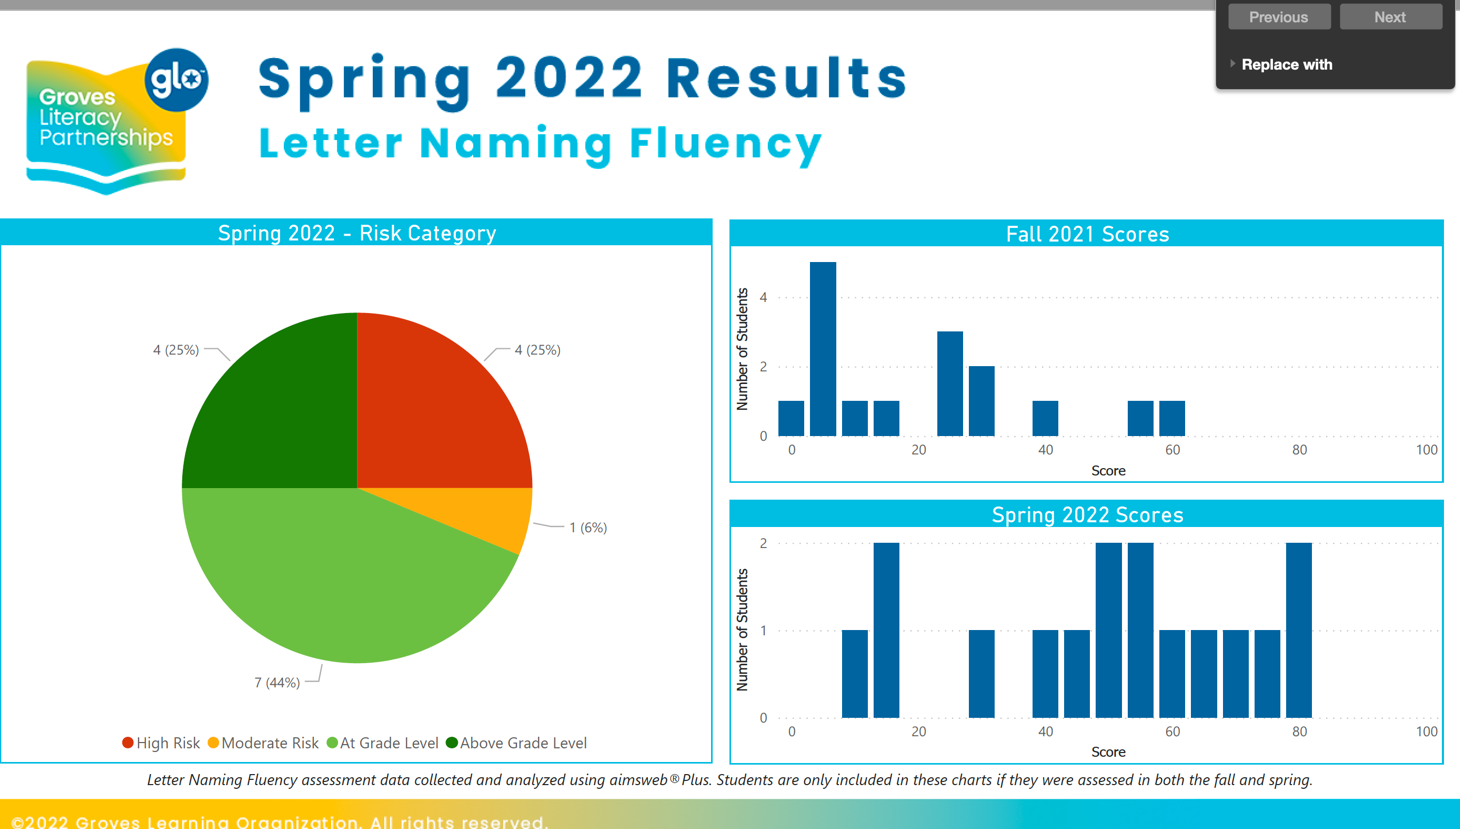 Previous
Next
Replace with
glo™
Groves
Literacy
Partnerships
Spring 2022 Results
Letter Naming Fluency
Spring 2022 - Risk Category
4 (25%)
4 (25%)
1 (6%)
7 (44%)
High Risk Moderate Risk At Grade Level Above Grade Level
Fall 2021 Scores
Number of Students
4
2
0
0 20 40 60 80 100
Score
Spring 2022 Scores
Number of Students
2
1
0
0 20 40 60 80 100
Score
Letter Naming Fluency assessment data collected and analyzed using aimsweb®Plus. Students are only included in these charts if they were assessed in both the fall and spring.
©2022 Groves Learning Organization. All rights reserved.